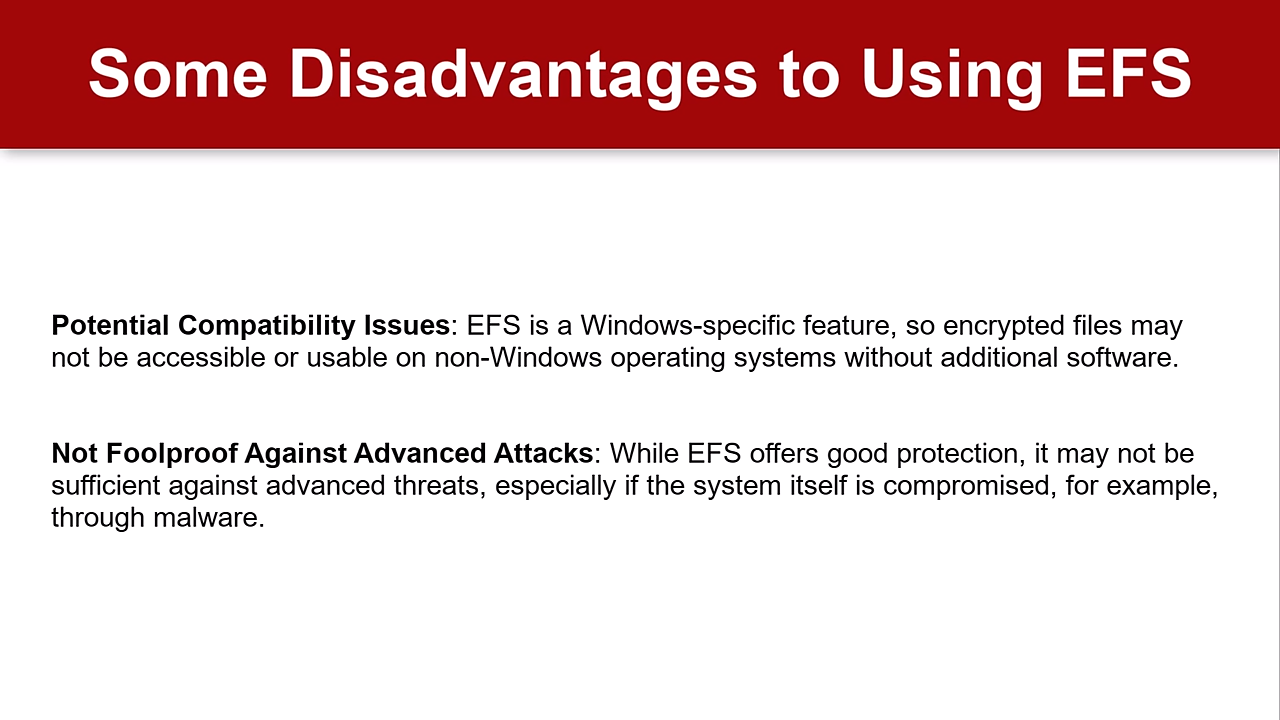 Some Disadvantages to Using EFS
Potential Compatibility Issues: EFS is a Windows-specific feature, so encrypted files may
not be accessible or usable on non-Windows operating systems without additional software.
Not Foolproof Against Advanced Attacks: While EFS offers good protection, it may not be
sufficient against advanced threats, especially if the system itself is compromised, for example,
through malware.